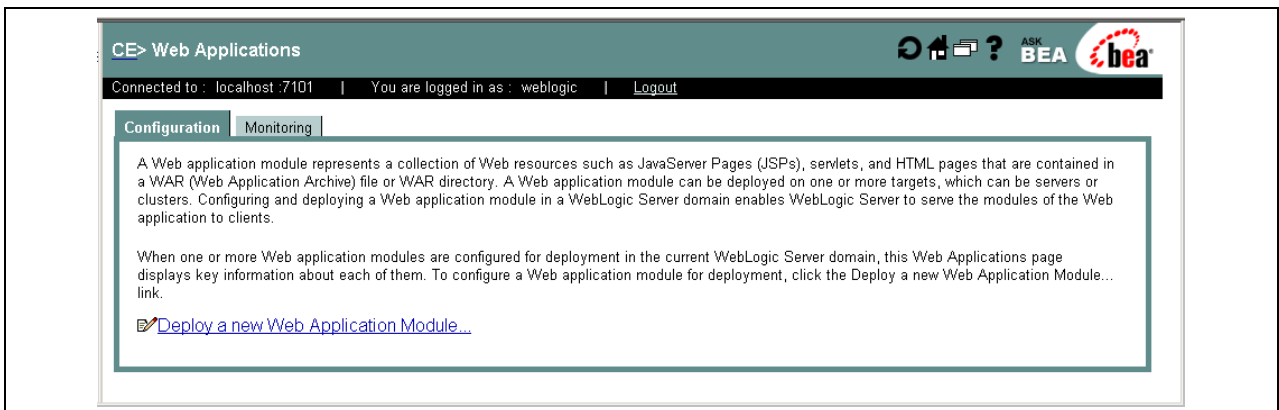 CE> Web Applications
? ASK BEA bea
Connected to : localhost :7101 | You are logged in as : weblogic | Logout
Configuration Monitoring
A Web application module represents a collection of Web resources such as JavaServer Pages (JSPs), servlets, and HTML pages that are contained in
a WAR (Web Application Archive) file or WAR directory. A Web application module can be deployed on one or more targets, which can be servers or
clusters. Configuring and deploying a Web application module in a WebLogic Server domain enables WebLogic Server to serve the modules of the Web
application to clients.
When one or more Web application modules are configured for deployment in the current WebLogic Server domain, this Web Applications page
displays key information about each of them. To configure a Web application module for deployment, click the Deploy a new Web Application Module...
link.
Deploy a new Web Application Module...